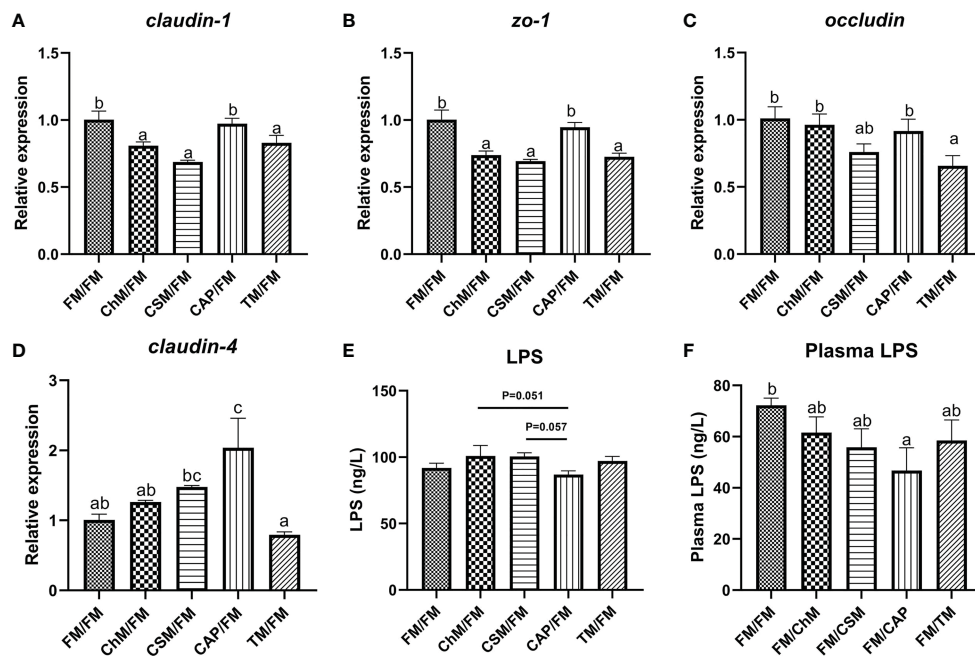 A
claudin-1
Relative expression
1.5
1.0
0.5
0.0
b
a
a
b
a
FM/FM
ChM/FM
CSM/FM
CAP/FM
TM/FM
B
zo-1
Relative expression
1.5
1.0
0.5
0.0
b
a
a
b
a
FM/FM
ChM/FM
CSM/FM
CAP/FM
TM/FM
C
occludin
Relative expression
1.5
1.0
0.5
0.0
b
b
ab
b
a
FM/FM
ChM/FM
CSM/FM
CAP/FM
TM/FM
D
claudin-4
Relative expression
3
2
1
0
ab
ab
bc
c
a
FM/FM
ChM/FM
CSM/FM
CAP/FM
TM/FM
E
LPS
LPS (ng/L)
150
100
50
0
P=0.051
P=0.057
FM/FM
ChM/FM
CSM/FM
CAP/FM
TM/FM
F
Plasma LPS
Plasma LPS (ng/L)
80
60
40
20
0
b
ab
ab
a
ab
FM/FM
FM/ChM
FM/CSM
FM/CAP
FM/TM